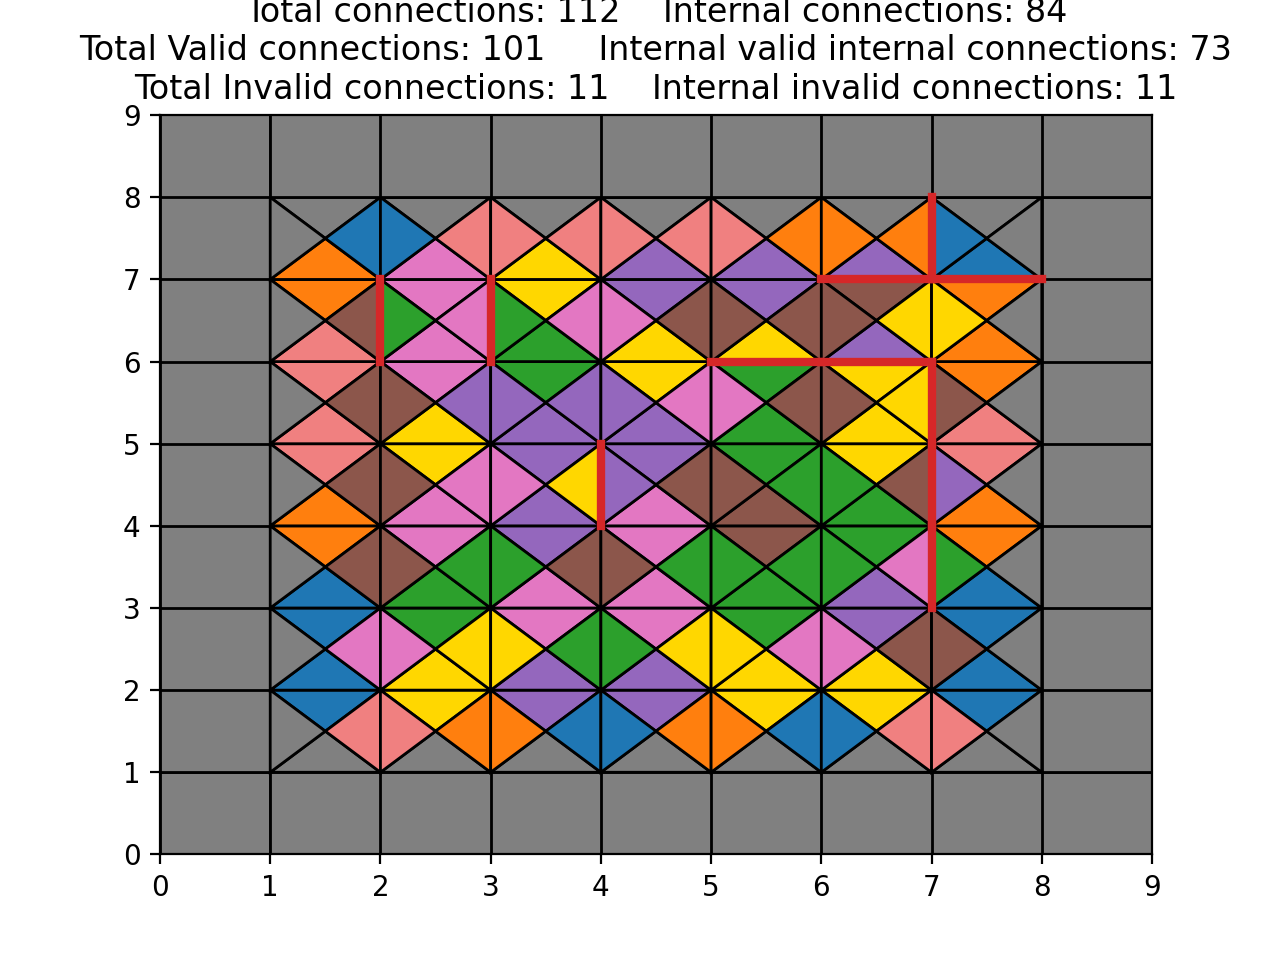 Total connections: 112    Internal connections: 84
Total Valid connections: 101     Internal valid internal connections: 73
Total Invalid connections: 11    Internal invalid connections: 11
9
8
7
6
5
4
3
2
1
0
0 1 2 3 4 5 6 7 8 9